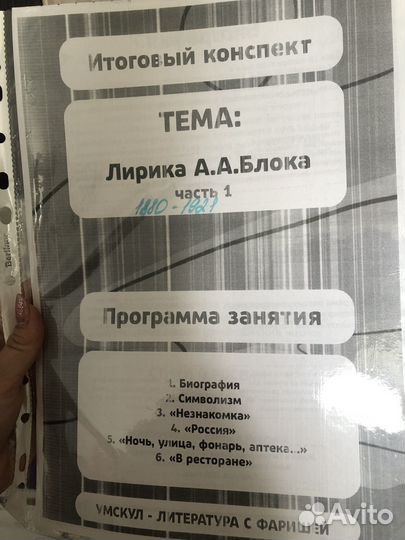 Итоговый конспект
ТЕМА:
Лирика А.А.Блока
часть 1
1880-1921
Программа занятия
1. Биография
2. Символизм
3. «Незнакомка»
4. «Россия»
5. «Ночь, улица, фонарь, аптека...»
6. «В ресторане»
УМСКУЛ - ЛИТЕРАТУРА С ФАРИШЕЙ
Berlin
Avito